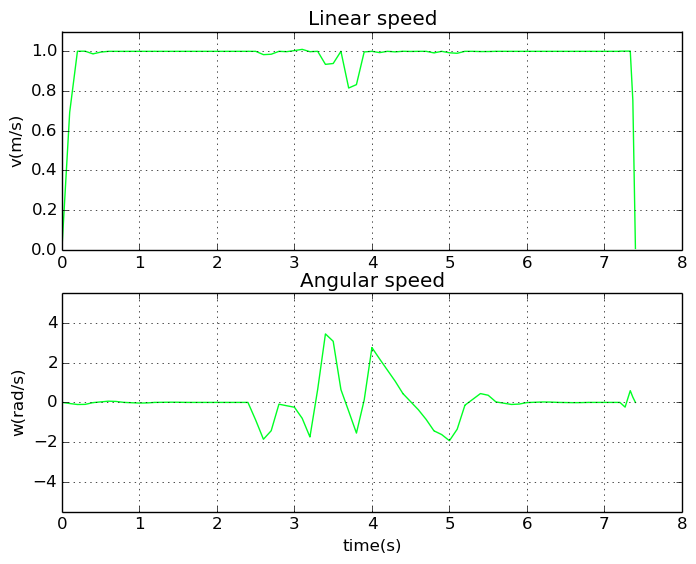 Linear speed
v(m/s)
1.0
0.8
0.6
0.4
0.2
0.0
0 1 2 3 4 5 6 7 8
Angular speed
w(rad/s)
4
2
0
−2
−4
0 1 2 3 4 5 6 7 8
time(s)